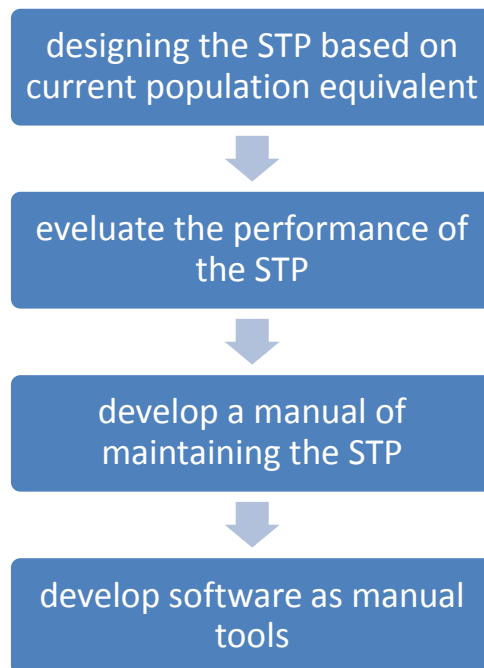 designing the STP based on
current population equivalent
eveluate the performance of
the STP
develop a manual of
maintaining the STP
develop software as manual
tools